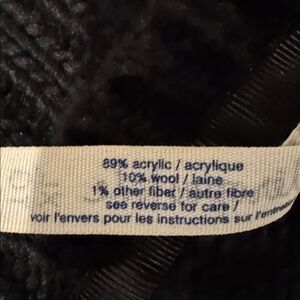 89% acrylic / acrylique
10% wool / laine
1% other fiber / autre fibre
see reverse for care /
voir l'envers pour les instructions sur l'entretien